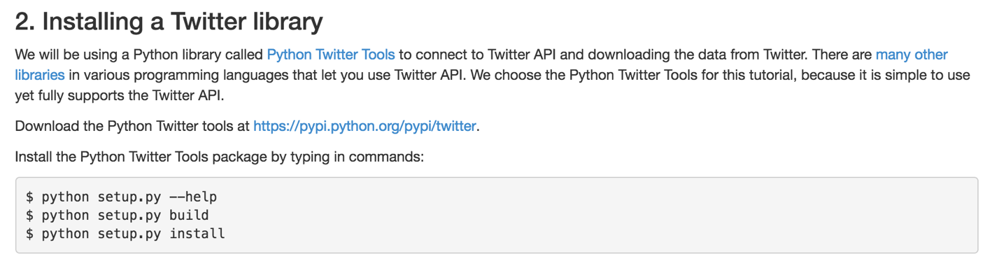 2. Installing a Twitter library
We will be using a Python library called Python Twitter Tools to connect to Twitter API and downloading the data from Twitter. There are many other
libraries in various programming languages that let you use Twitter API. We choose the Python Twitter Tools for this tutorial, because it is simple to use
yet fully supports the Twitter API.
Download the Python Twitter tools at https://pypi.python.org/pypi/twitter.
Install the Python Twitter Tools package by typing in commands:
$ python setup.py --help
$ python setup.py build
$ python setup.py install